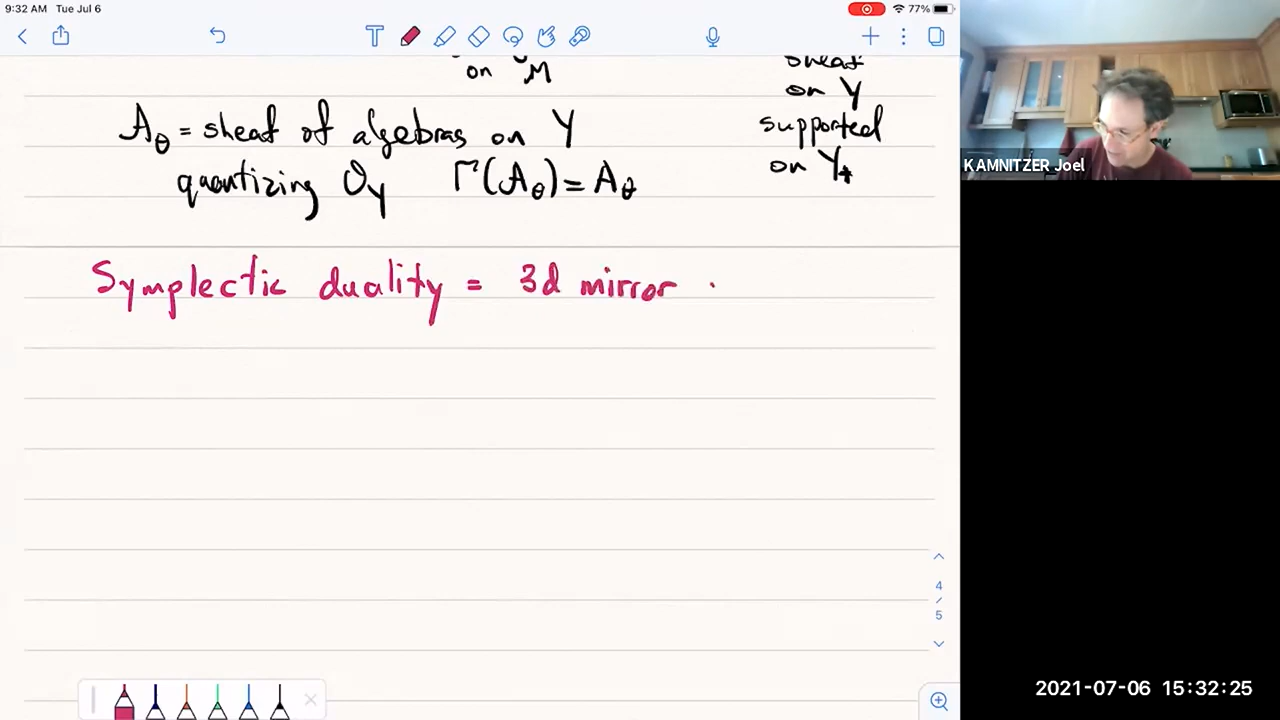 9:32 AM Tue Jul 6
77%
on Y_M
sheaf
on Y
supported
on Y_+
𝒜_θ = sheaf of algebras on Y
quantizing 𝒪_Y Γ(𝒜_θ) = A_θ
Symplectic duality = 3d mirror
4
/
5
KAMNITZER Joel
2021-07-06 15:32:25